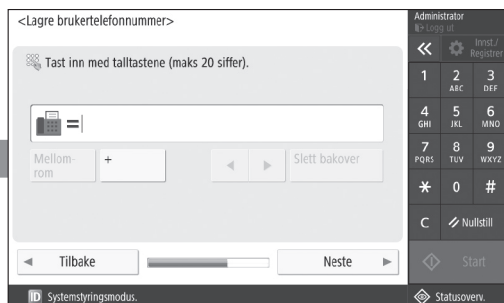 <Lagre brukertelefonnummer>
Tast inn med talltastene (maks 20 siffer).
=
Mellom-
rom
+
Slett bakover
Tilbake
Neste
ID Systemstyringsmodus.
Administrator
Logg ut
Innst./
Registrer
1
2
ABC
3
DEF
4
GHI
5
JKL
6
MNO
7
PQRS
8
TUV
9
WXYZ
0
#
C
Nullstill
Start
Statusoverv.